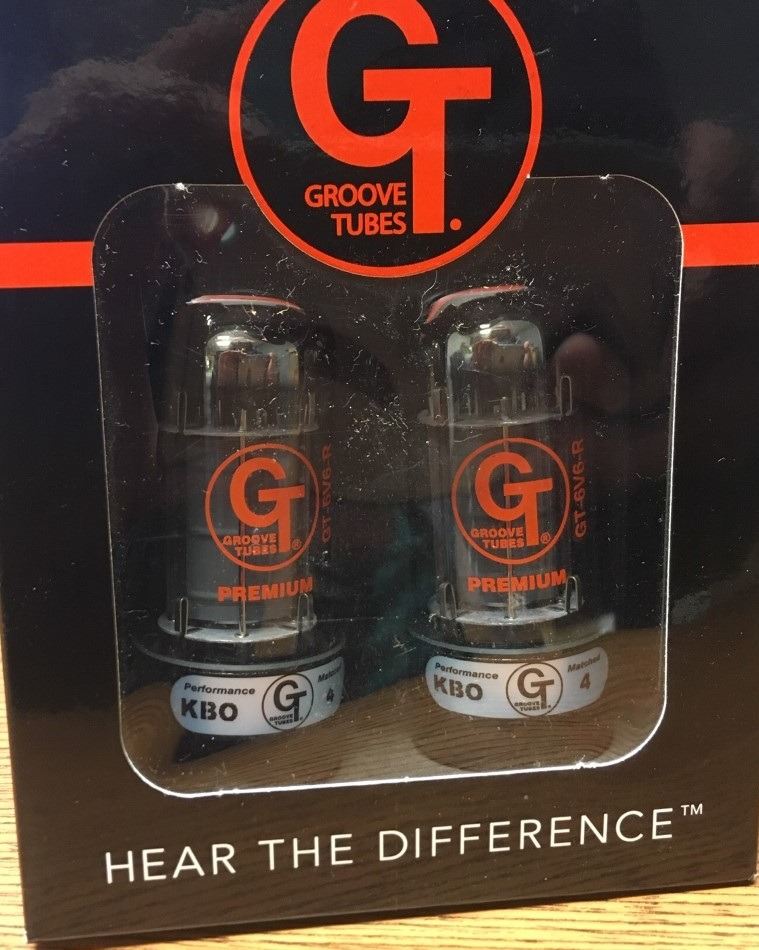 GT.
GROOVE
TUBES
GT
GROOVE
TUBES®
GT-6V6-R
PREMIUM
Performance
KBO
GT
GROOVE
TUBES
Matched
4
GT
GROOVE
TUBES®
GT-6V6-R
PREMIUM
Performance
KBO
GT
GROOVE
TUBES
Matched
4
HEAR THE DIFFERENCE™